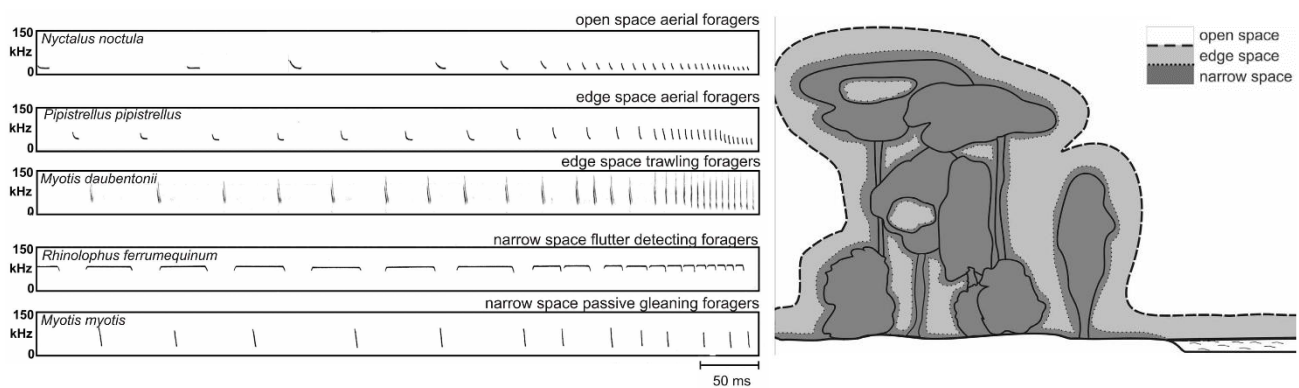 open space aerial foragers
150
kHz
0
Nyctalus noctula
edge space aerial foragers
150
kHz
0
Pipistrellus pipistrellus
edge space trawling foragers
150
kHz
0
Myotis daubentonii
narrow space flutter detecting foragers
150
kHz
0
Rhinolophus ferrumequinum
narrow space passive gleaning foragers
150
kHz
0
Myotis myotis
50 ms
open space
edge space
narrow space